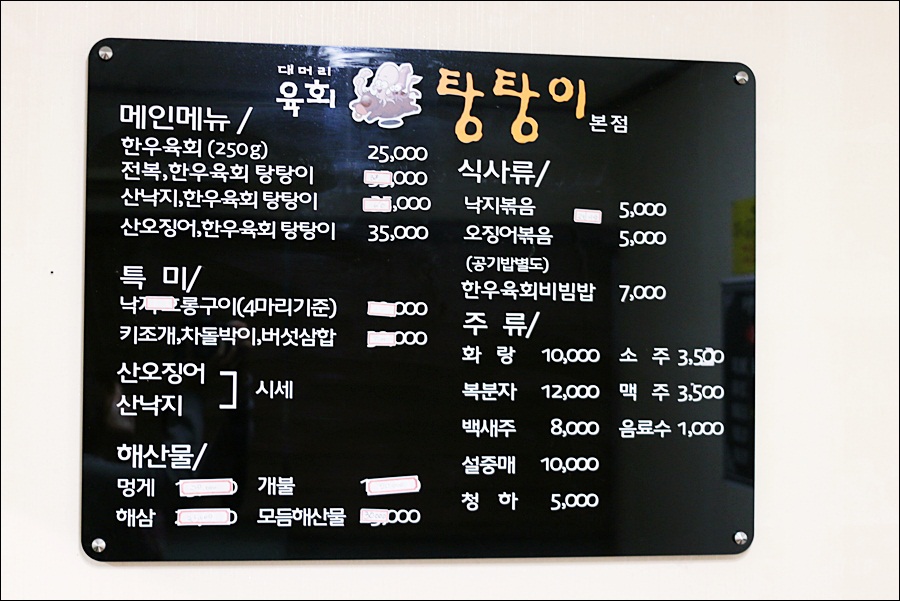 대머리
육회 탕탕이 본점
메인메뉴 /
한우육회 (250g) 25,000
전복,한우육회 탕탕이 ,000
산낙지,한우육회 탕탕이 ,000
산오징어,한우육회 탕탕이 35,000
특 미/
호롱구이(4마리기준) 000
키조개,차돌박이,버섯삼합 000
산오징어
산낙지
시세
해산물/
멍게 개불
해삼 모듬해산물 ,000
식사류/
낙지볶음 5,000
오징어볶음 5,000
(공기밥별도)
한우육회비빔밥 7,000
주 류/
화 랑 10,000 소 주 3,500
복분자 12,000 맥 주 3,500
백새주 8,000 음료수 1,000
설중매 10,000
청 하 5,000